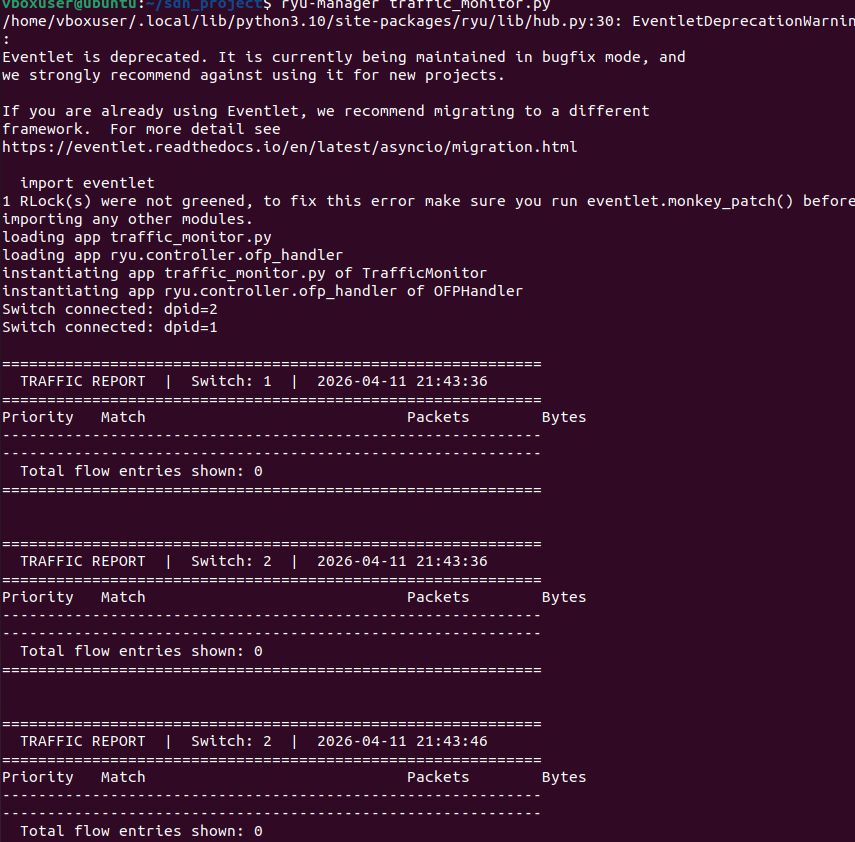 vboxuser@ubuntu:~/sdn_project$ ryu-manager traffic_monitor.py
/home/vboxuser/.local/lib/python3.10/site-packages/ryu/lib/hub.py:30: EventletDeprecationWarnin
:
Eventlet is deprecated. It is currently being maintained in bugfix mode, and
we strongly recommend against using it for new projects.

If you are already using Eventlet, we recommend migrating to a different
framework.  For more detail see
https://eventlet.readthedocs.io/en/latest/asyncio/migration.html

  import eventlet
1 RLock(s) were not greened, to fix this error make sure you run eventlet.monkey_patch() before
importing any other modules.
loading app traffic_monitor.py
loading app ryu.controller.ofp_handler
instantiating app traffic_monitor.py of TrafficMonitor
instantiating app ryu.controller.ofp_handler of OFPHandler
Switch connected: dpid=2
Switch connected: dpid=1

============================================================
  TRAFFIC REPORT  |  Switch: 1  |  2026-04-11 21:43:36
============================================================
Priority   Match                             Packets        Bytes
------------------------------------------------------------
------------------------------------------------------------
  Total flow entries shown: 0
============================================================

============================================================
  TRAFFIC REPORT  |  Switch: 2  |  2026-04-11 21:43:36
============================================================
Priority   Match                             Packets        Bytes
------------------------------------------------------------
------------------------------------------------------------
  Total flow entries shown: 0
============================================================

============================================================
  TRAFFIC REPORT  |  Switch: 2  |  2026-04-11 21:43:46
============================================================
Priority   Match                             Packets        Bytes
------------------------------------------------------------
------------------------------------------------------------
  Total flow entries shown: 0